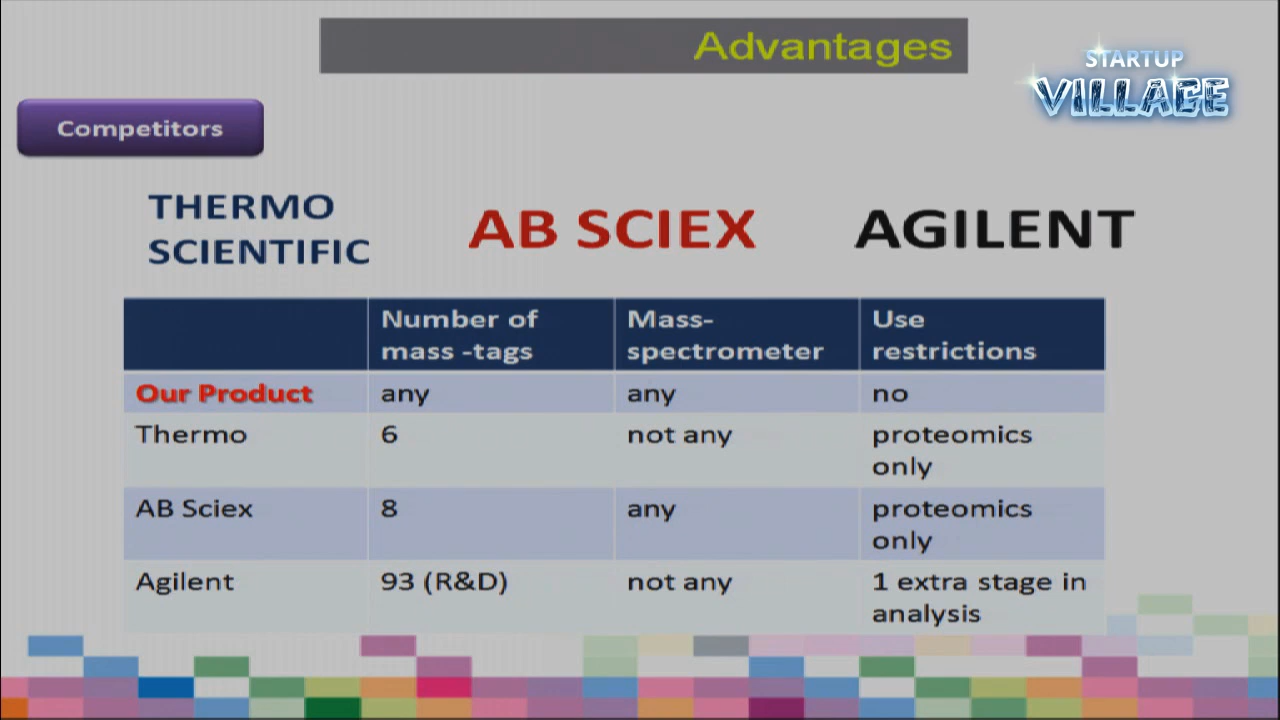 Advantages
STARTUP
VILLAGE
Competitors
THERMO
SCIENTIFIC
AB SCIEX
AGILENT
Number of
mass -tags
Mass-
spectrometer
Use
restrictions
Our Product
any
any
no
Thermo
6
not any
proteomics
only
AB Sciex
8
any
proteomics
only
Agilent
93 (R&D)
not any
1 extra stage in
analysis